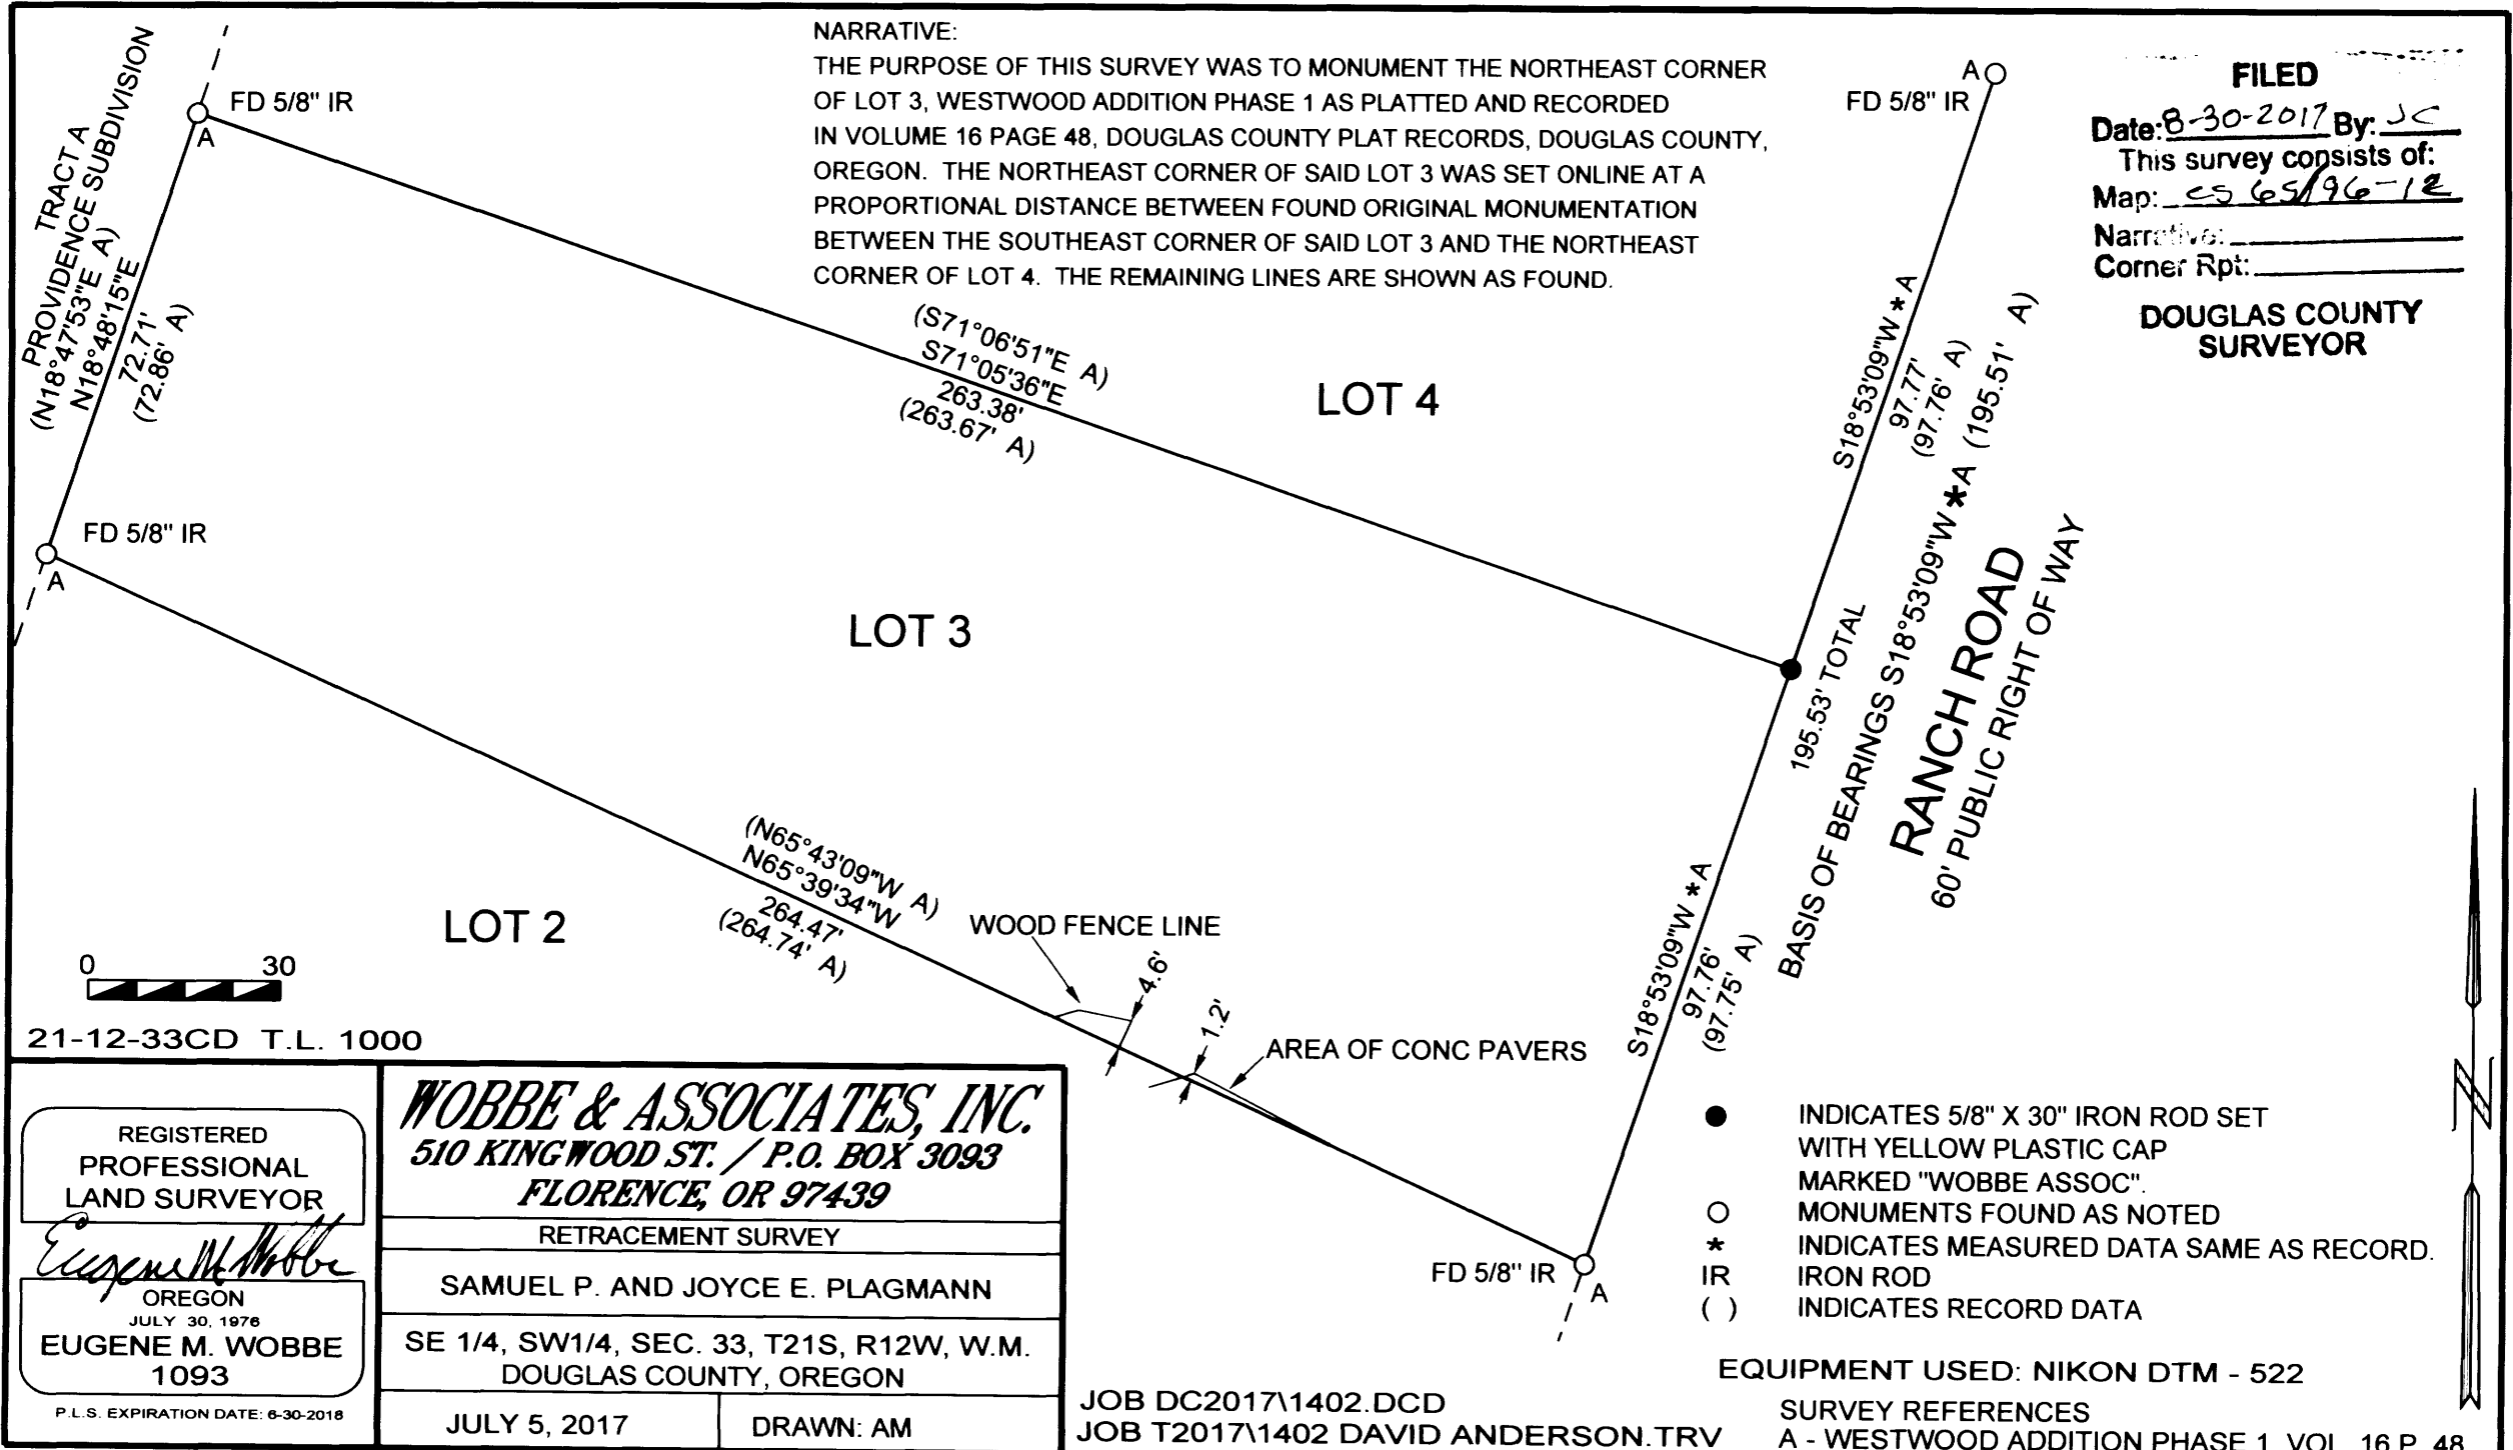 NARRATIVE:
THE PURPOSE OF THIS SURVEY WAS TO MONUMENT THE NORTHEAST CORNER
OF LOT 3, WESTWOOD ADDITION PHASE 1 AS PLATTED AND RECORDED
IN VOLUME 16 PAGE 48, DOUGLAS COUNTY PLAT RECORDS, DOUGLAS COUNTY,
OREGON. THE NORTHEAST CORNER OF SAID LOT 3 WAS SET ONLINE AT A
PROPORTIONAL DISTANCE BETWEEN FOUND ORIGINAL MONUMENTATION
BETWEEN THE SOUTHEAST CORNER OF SAID LOT 3 AND THE NORTHEAST
CORNER OF LOT 4. THE REMAINING LINES ARE SHOWN AS FOUND.
FILED
Date: 8-30-2017 By: JC
This survey consists of:
Map: CS 65/96-12
Narrative:
Corner Rpt:
DOUGLAS COUNTY
SURVEYOR
TRACT A
PROVIDENCE SUBDIVISION
(N18°47'53"E A)
N18°48'15"E
72.71'
(72.86' A)
FD 5/8" IR
A
FD 5/8" IR
A
(S71°06'51"E A)
S71°05'36"E
263.38'
(263.67' A)
LOT 4
A
FD 5/8" IR
S18°53'09"W * A
97.77'
(97.76' A)
BASIS OF BEARINGS S18°53'09"W * A (195.51' A)
195.53' TOTAL
RANCH ROAD
60' PUBLIC RIGHT OF WAY
LOT 3
S18°53'09"W * A
97.76'
(97.75' A)
(N65°43'09"W A)
N65°39'34"W
264.47'
(264.74' A)
LOT 2
WOOD FENCE LINE
4.6'
1.2'
AREA OF CONC PAVERS
FD 5/8" IR
A
0 30
21-12-33CD T.L. 1000
REGISTERED
PROFESSIONAL
LAND SURVEYOR
Eugene M Wobbe
OREGON
JULY 30, 1976
EUGENE M. WOBBE
1093
P.L.S. EXPIRATION DATE: 6-30-2018
WOBBE & ASSOCIATES, INC.
510 KINGWOOD ST. / P.O. BOX 3093
FLORENCE, OR 97439
RETRACEMENT SURVEY
SAMUEL P. AND JOYCE E. PLAGMANN
SE 1/4, SW1/4, SEC. 33, T21S, R12W, W.M.
DOUGLAS COUNTY, OREGON
JULY 5, 2017
DRAWN: AM
JOB DC2017\1402.DCD
JOB T2017\1402 DAVID ANDERSON.TRV
INDICATES 5/8" X 30" IRON ROD SET
WITH YELLOW PLASTIC CAP
MARKED "WOBBE ASSOC".
MONUMENTS FOUND AS NOTED
* INDICATES MEASURED DATA SAME AS RECORD.
IR IRON ROD
( ) INDICATES RECORD DATA
N
EQUIPMENT USED: NIKON DTM - 522
SURVEY REFERENCES
A - WESTWOOD ADDITION PHASE 1, VOL. 16 P. 48